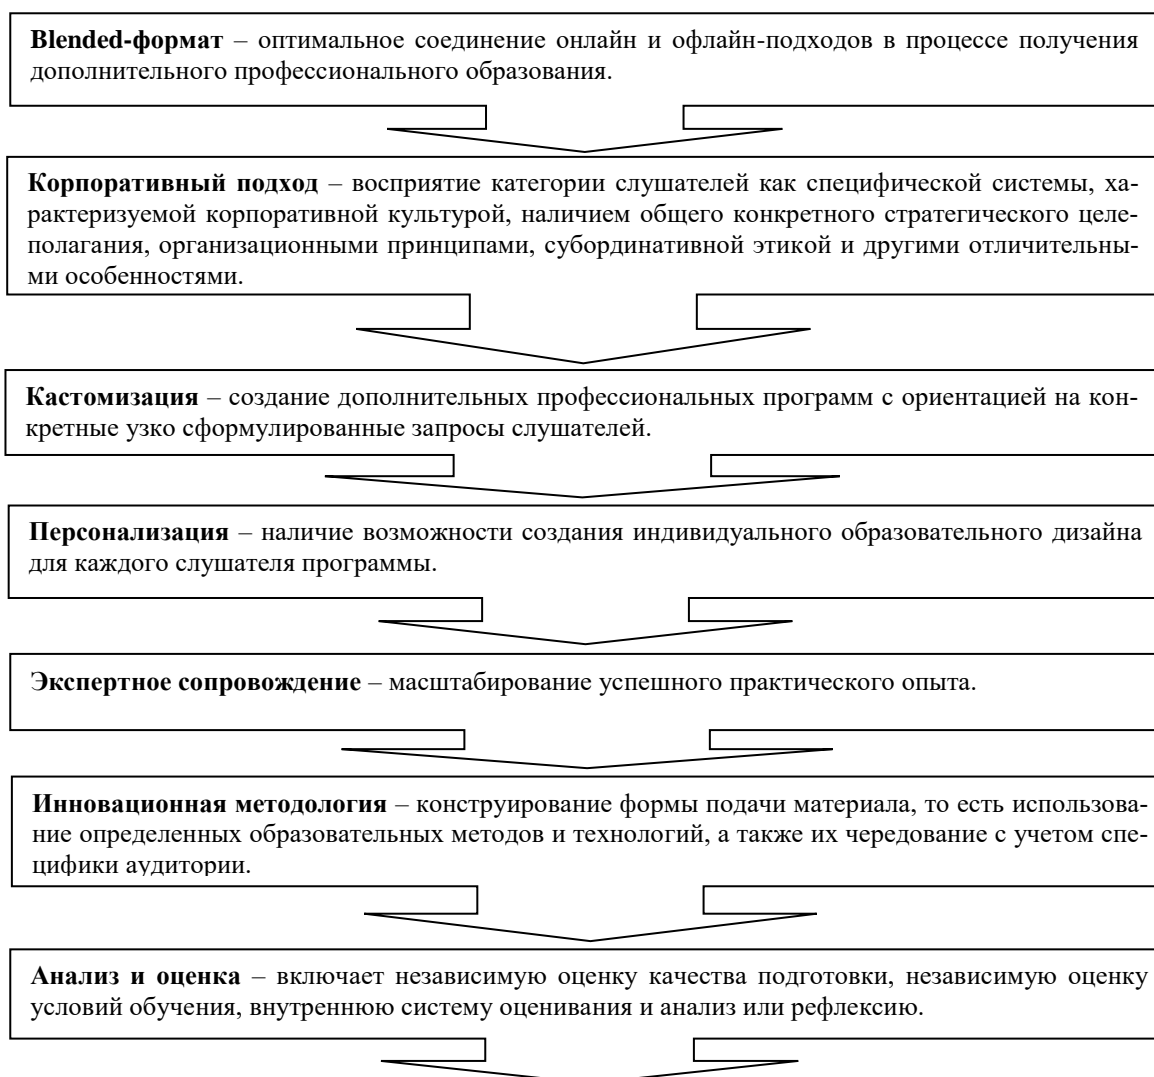 Blended-формат – оптимальное соединение онлайн и офлайн-подходов в процессе получения
дополнительного профессионального образования.
Корпоративный подход – восприятие категории слушателей как специфической системы, ха-
рактеризуемой корпоративной культурой, наличием общего конкретного стратегического целе-
полагания, организационными принципами, субординативной этикой и другими отличительны-
ми особенностями.
Кастомизация – создание дополнительных профессиональных программ с ориентацией на кон-
кретные узко сформулированные запросы слушателей.
Персонализация – наличие возможности создания индивидуального образовательного дизайна
для каждого слушателя программы.
Экспертное сопровождение – масштабирование успешного практического опыта.
Инновационная методология – конструирование формы подачи материала, то есть использова-
ние определенных образовательных методов и технологий, а также их чередование с учетом спе-
цифики аудитории.
Анализ и оценка – включает независимую оценку качества подготовки, независимую оценку
условий обучения, внутреннюю систему оценивания и анализ или рефлексию.